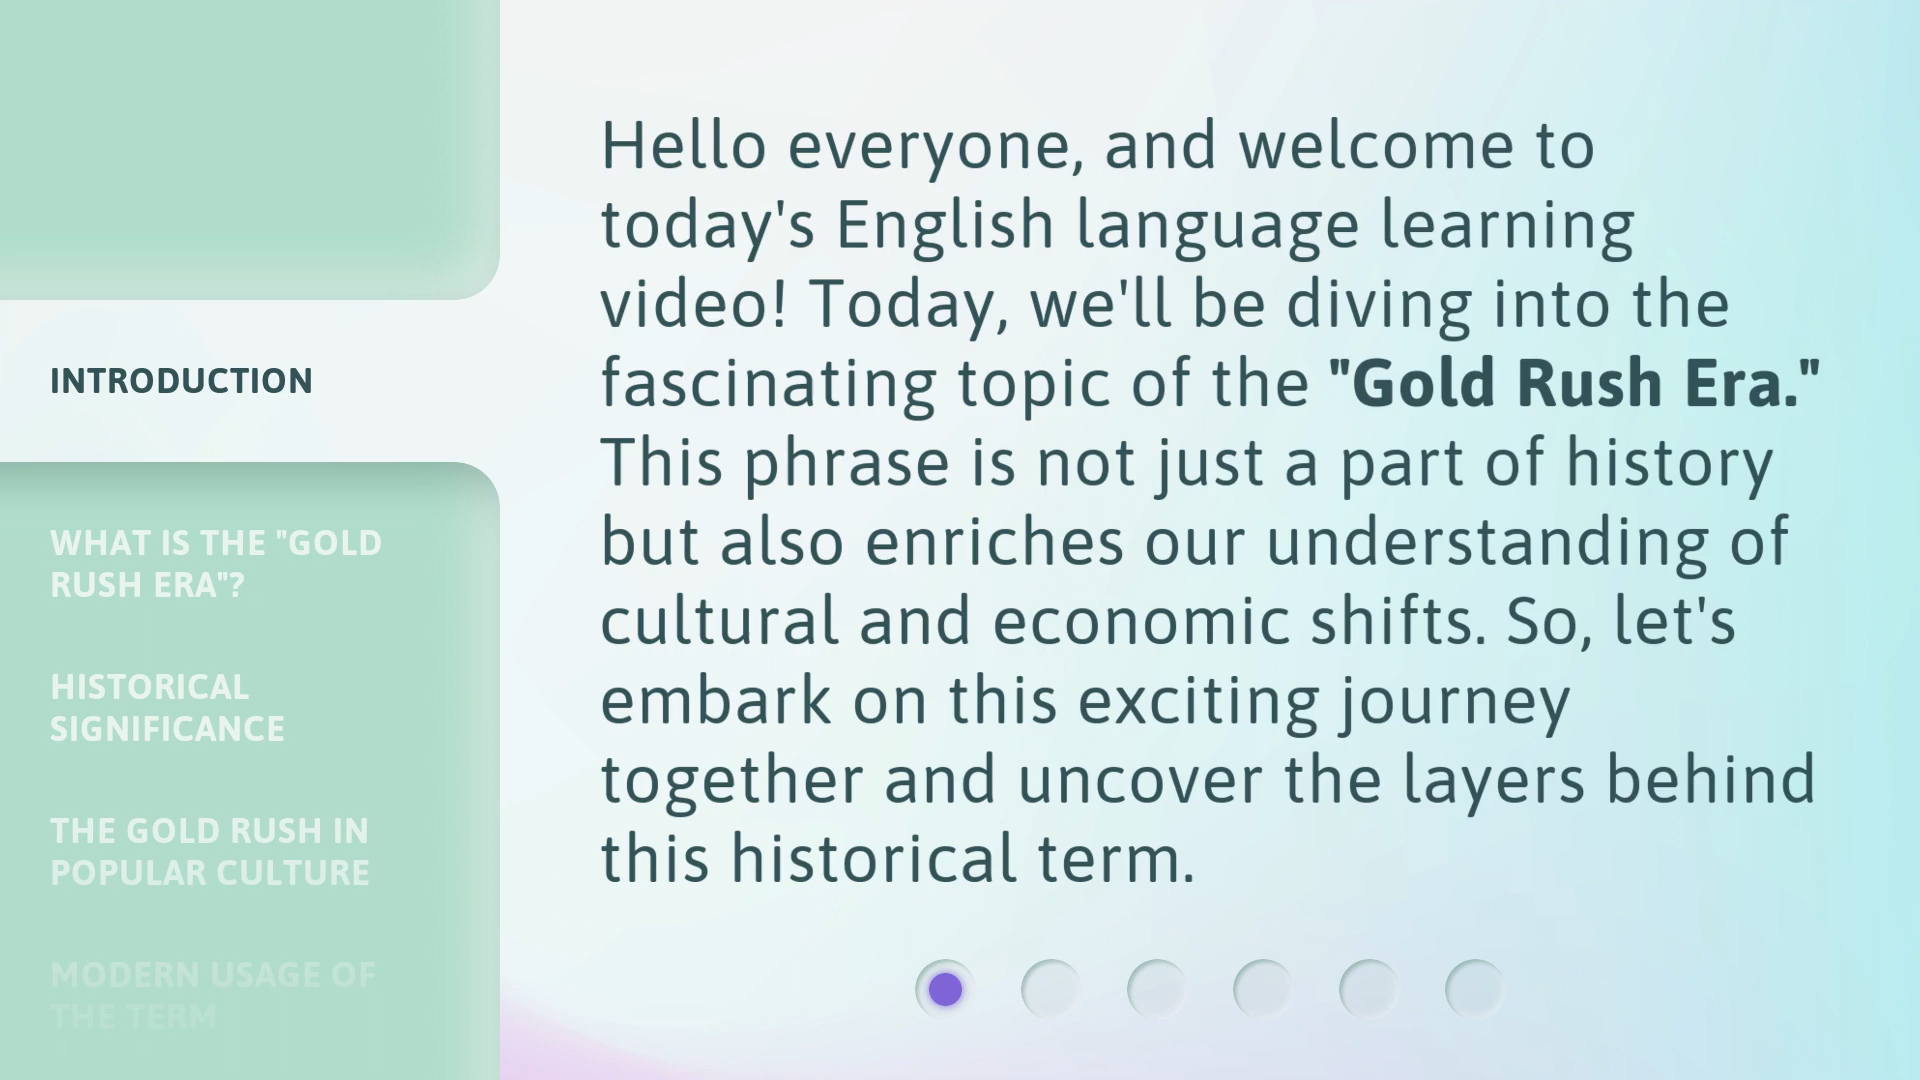 INTRODUCTION
WHAT IS THE "GOLD
RUSH ERA"?
HISTORICAL
SIGNIFICANCE
THE GOLD RUSH IN
POPULAR CULTURE
MODERN USAGE OF
THE TERM
Hello everyone, and welcome to
today's English language learning
video! Today, we'll be diving into the
fascinating topic of the "Gold Rush Era."
This phrase is not just a part of history
but also enriches our understanding of
cultural and economic shifts. So, let's
embark on this exciting journey
together and uncover the layers behind
this historical term.